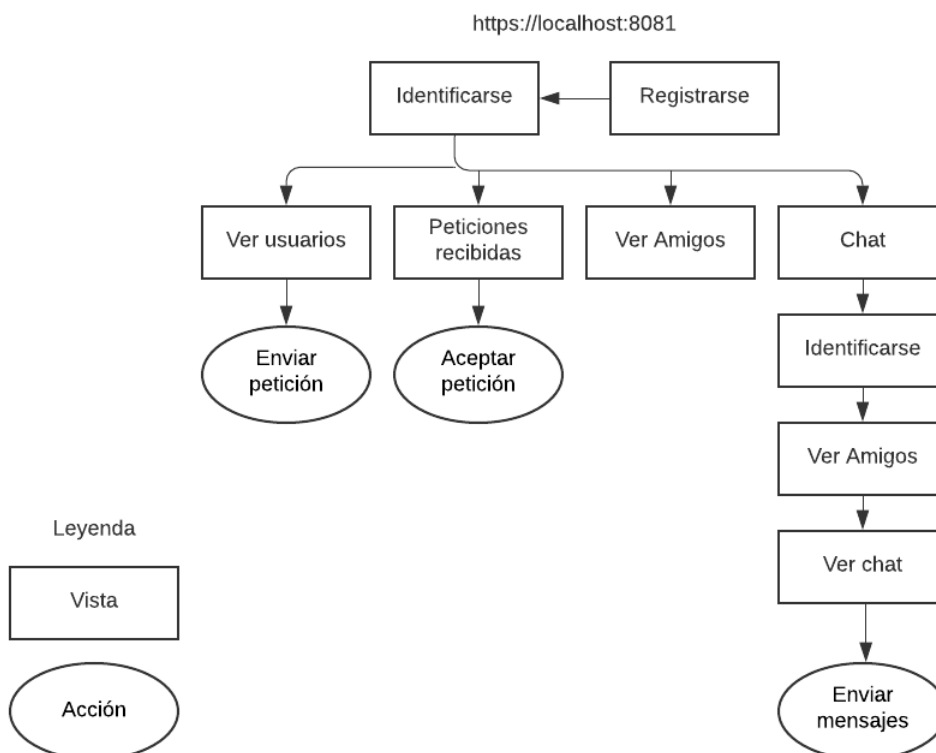 https://localhost:8081
Identificarse
Registrarse
Ver usuarios
Peticiones
recibidas
Ver Amigos
Chat
Enviar
petición
Aceptar
petición
Identificarse
Ver Amigos
Ver chat
Enviar
mensajes
Leyenda
Vista
Acción